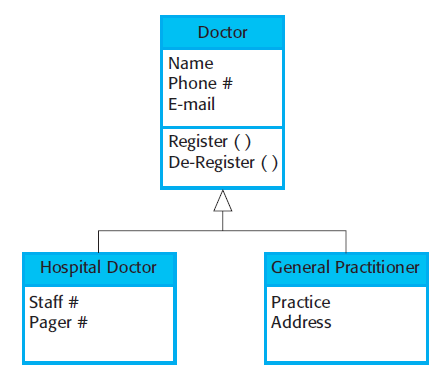 Doctor
Name
Phone #
E-mail
Register ( )
De-Register ( )
Hospital Doctor
Staff #
Pager #
General Practitioner
Practice
Address